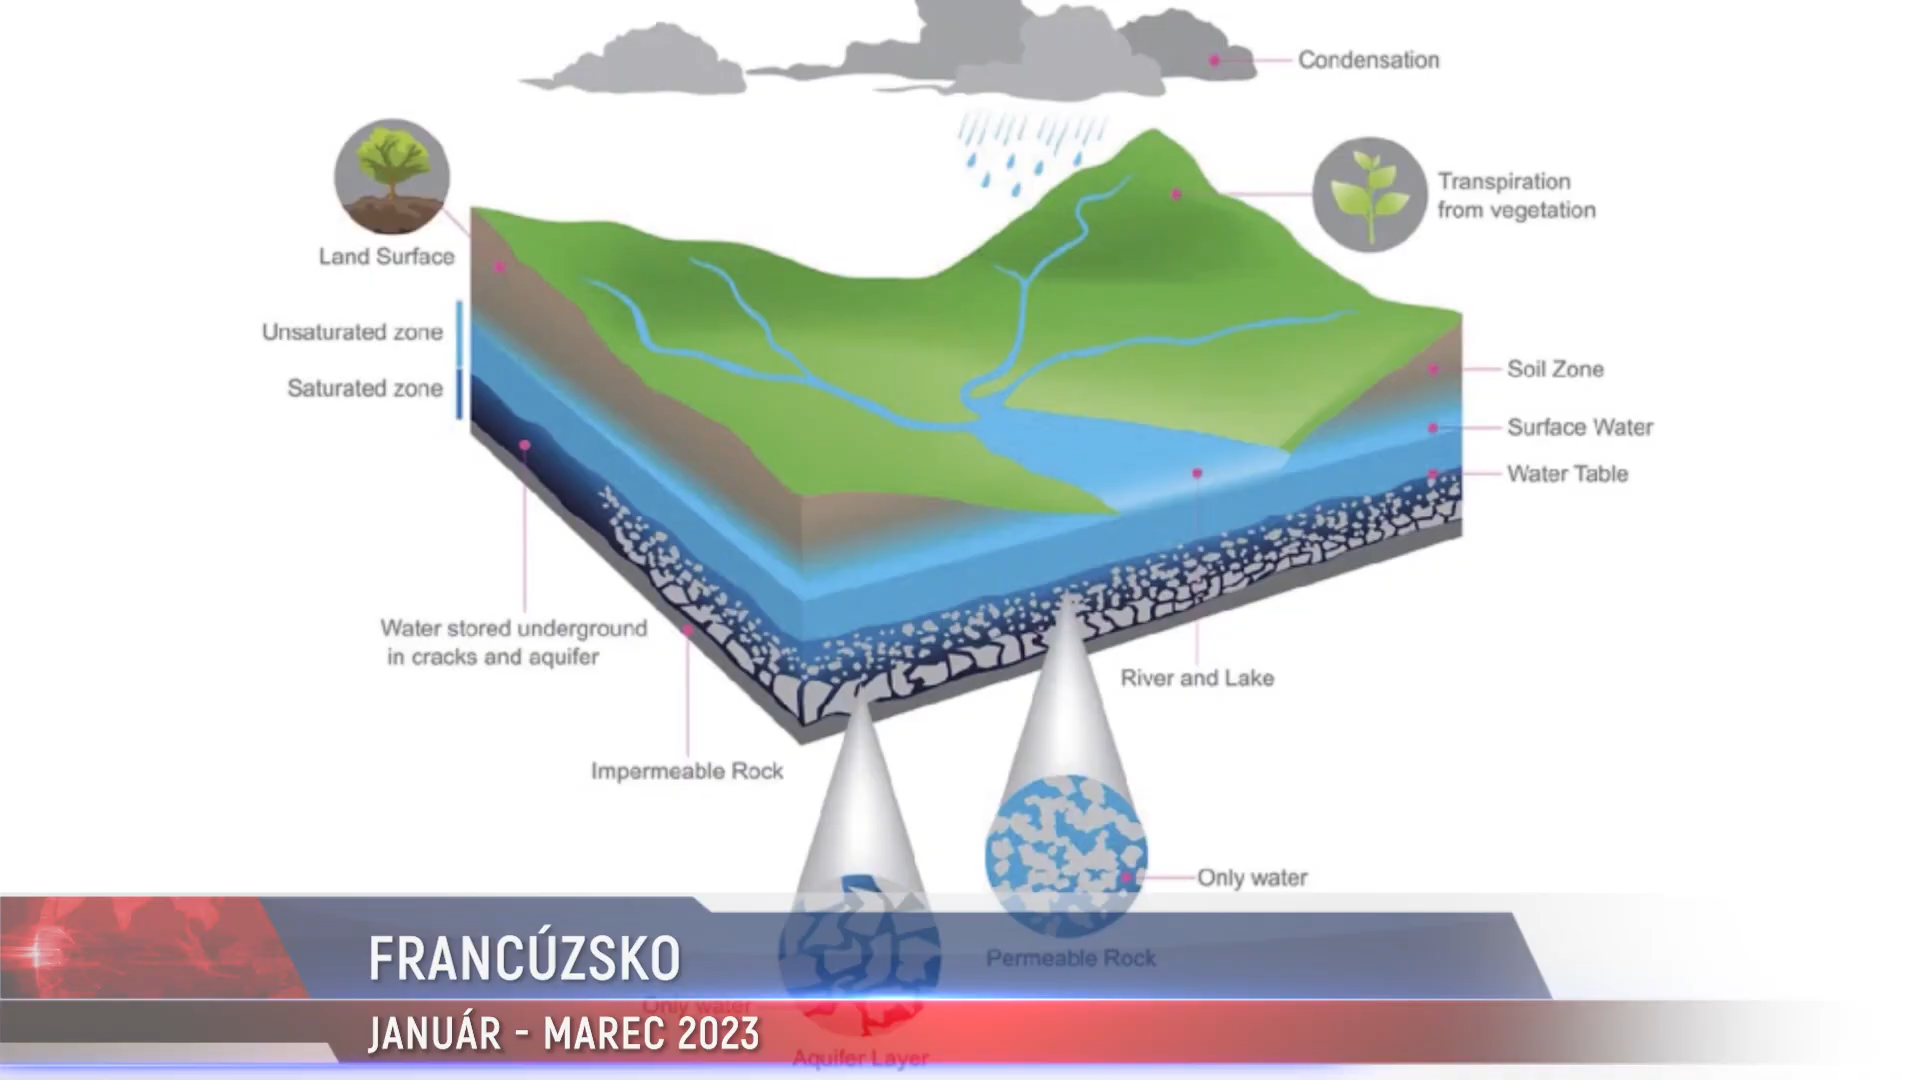 Condensation
Transpiration
from vegetation
Land Surface
Unsaturated zone
Saturated zone
Soil Zone
Surface Water
Water Table
Water stored underground
in cracks and aquifer
River and Lake
Impermeable Rock
Only water
Permeable Rock
Only water
Aquifer Layer
FRANCÚZSKO
JANUÁR - MAREC 2023